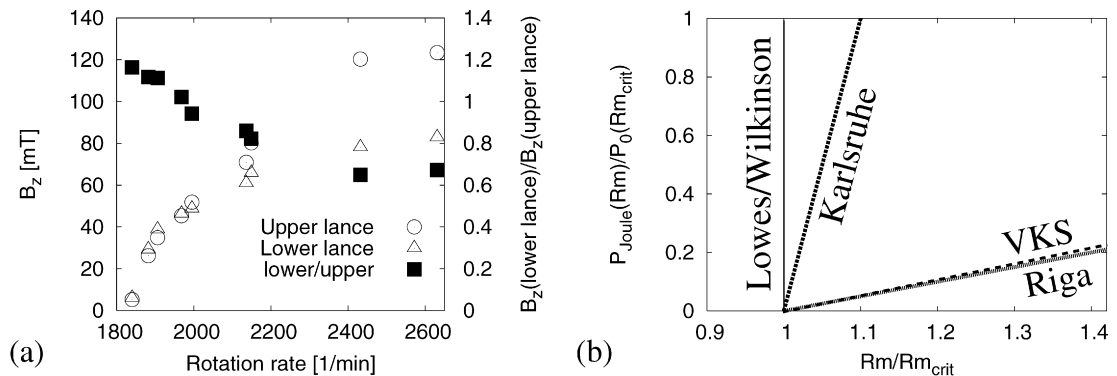 140
120
100
80
60
40
20
0
B_z [mT]
1800
2000
2200
2400
2600
Rotation rate [1/min]
1.4
1.2
1
0.8
0.6
0.4
0.2
0
B_z(lower lance)/B_z(upper lance)
Upper lance
Lower lance
lower/upper
(a)
1
0.8
0.6
0.4
0.2
0
P_Joule(Rm)/P_0(Rm_crit)
Lowes/Wilkinson
Karlsruhe
VKS
Riga
0.9
1
1.1
1.2
1.3
1.4
Rm/Rm_crit
(b)